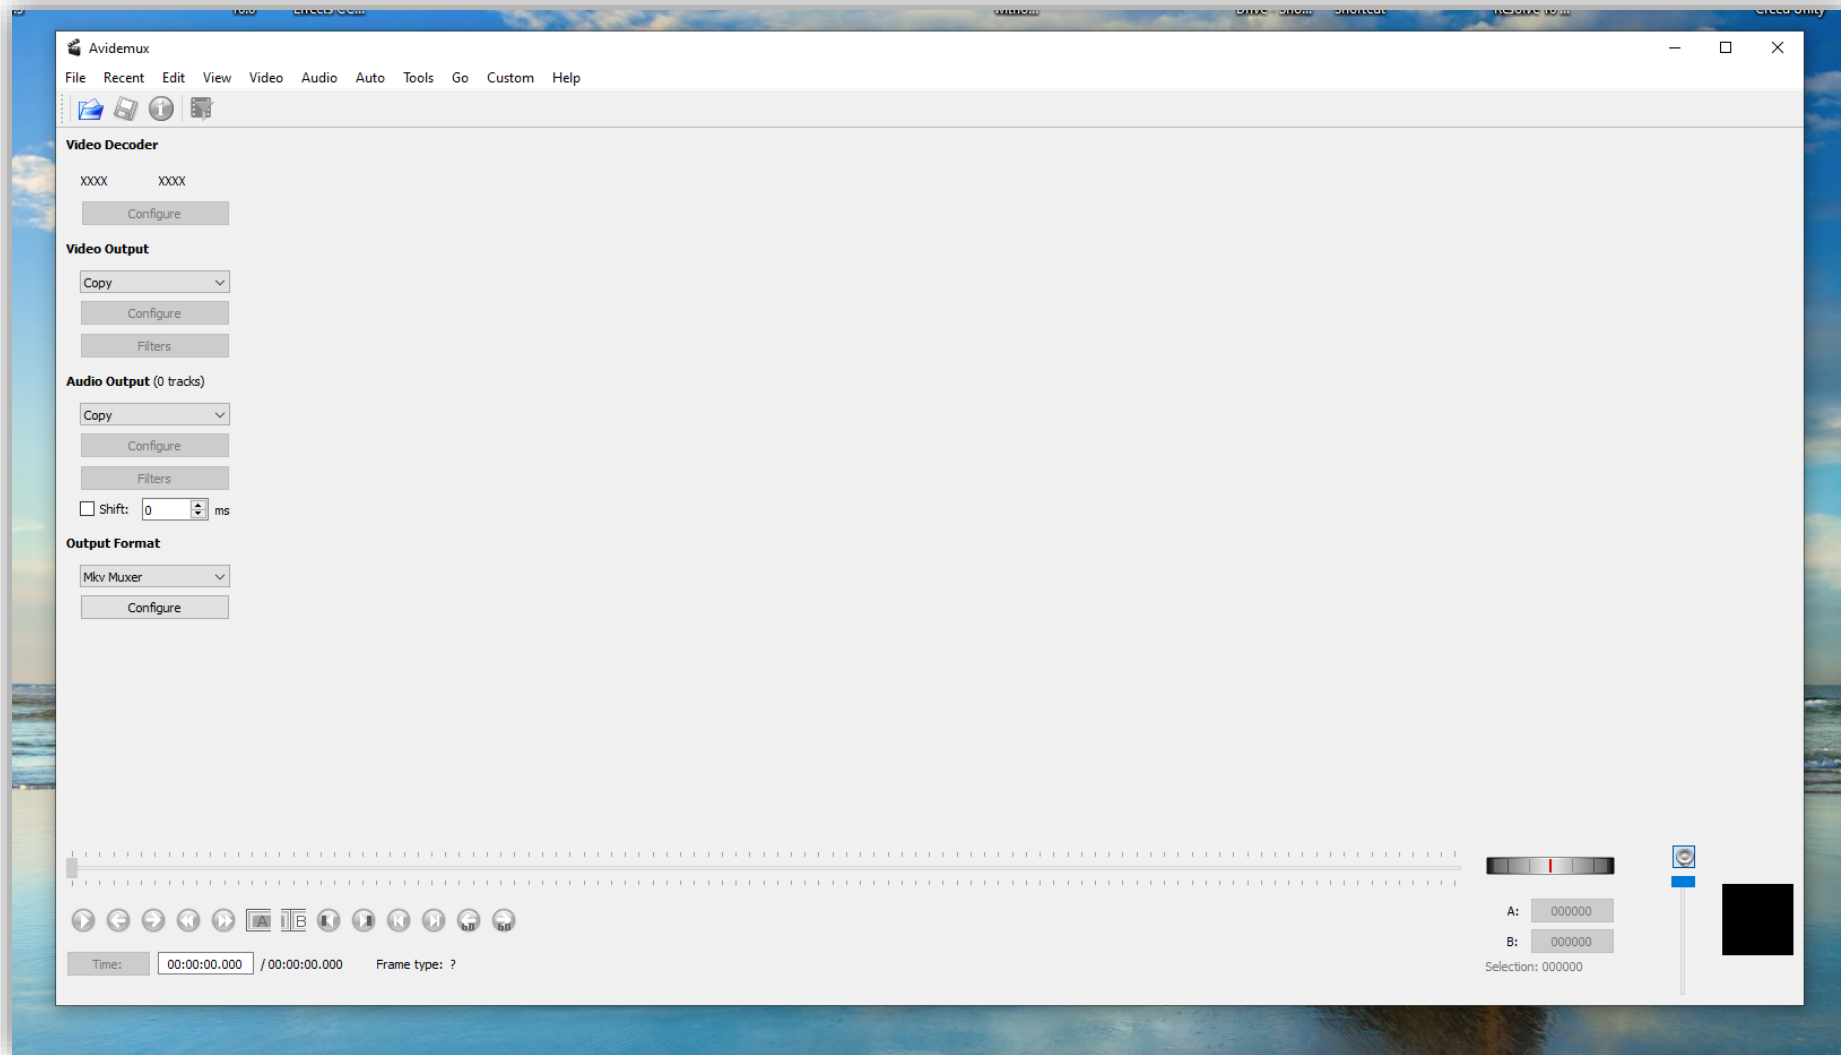 Avidemux
File Recent Edit View Video Audio Auto Tools Go Custom Help
Video Decoder
XXXX XXXX
Configure
Video Output
Copy
Configure
Filters
Audio Output (0 tracks)
Copy
Configure
Filters
Shift: 0 ms
Output Format
Mkv Muxer
Configure
A B 60 60
A: 000000
B: 000000
Selection: 000000
Time: 00:00:00.000 / 00:00:00.000 Frame type: ?